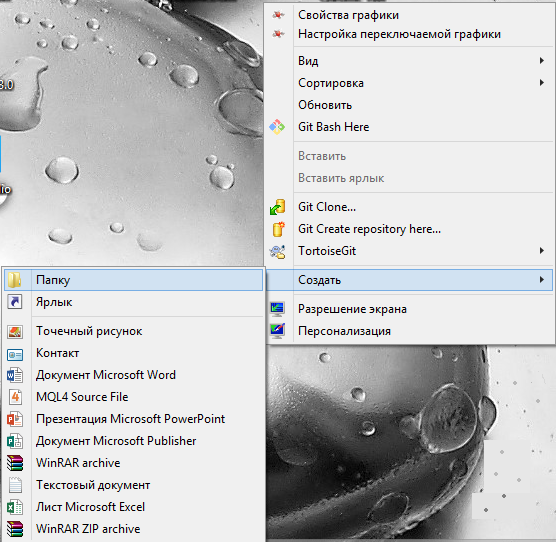 Свойства графики
Настройка переключаемой графики
Вид
Сортировка
Обновить
Git Bash Here
Вставить
Вставить ярлык
Git Clone...
Git Create repository here...
TortoiseGit
Создать
Разрешение экрана
Персонализация
3.0
io
Папку
Ярлык
Точечный рисунок
Контакт
Документ Microsoft Word
MQL4 Source File
Презентация Microsoft PowerPoint
Документ Microsoft Publisher
WinRAR archive
Текстовый документ
Лист Microsoft Excel
WinRAR ZIP archive